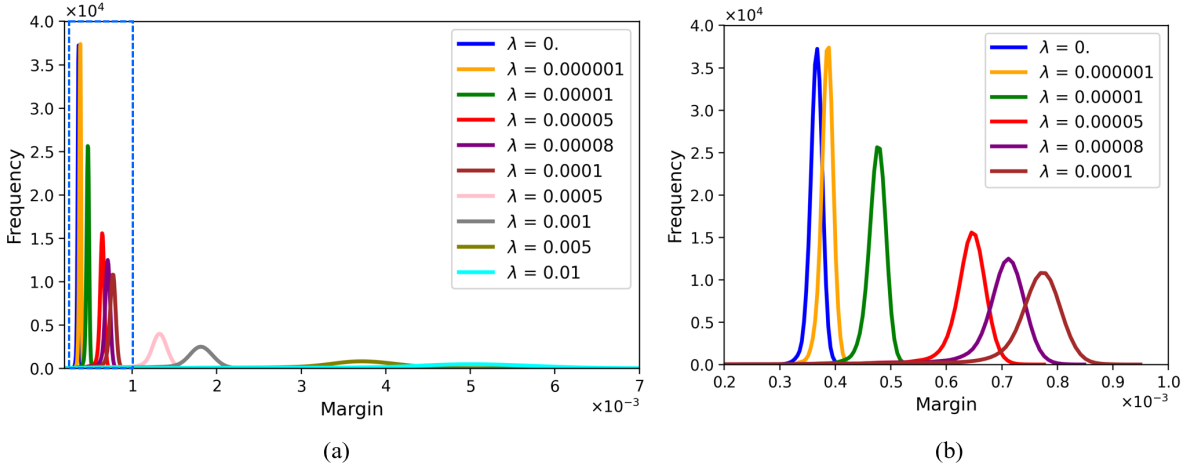 ×10⁴
4.0
3.5
3.0
2.5
2.0
1.5
1.0
0.5
0.0
Frequency
λ = 0.
λ = 0.000001
λ = 0.00001
λ = 0.00005
λ = 0.00008
λ = 0.0001
λ = 0.0005
λ = 0.001
λ = 0.005
λ = 0.01
1 2 3 4 5 6 7
Margin
×10⁻³
(a)
×10⁴
4.0
3.5
3.0
2.5
2.0
1.5
1.0
0.5
0.0
Frequency
λ = 0.
λ = 0.000001
λ = 0.00001
λ = 0.00005
λ = 0.00008
λ = 0.0001
0.2 0.3 0.4 0.5 0.6 0.7 0.8 0.9 1.0
Margin
×10⁻³
(b)